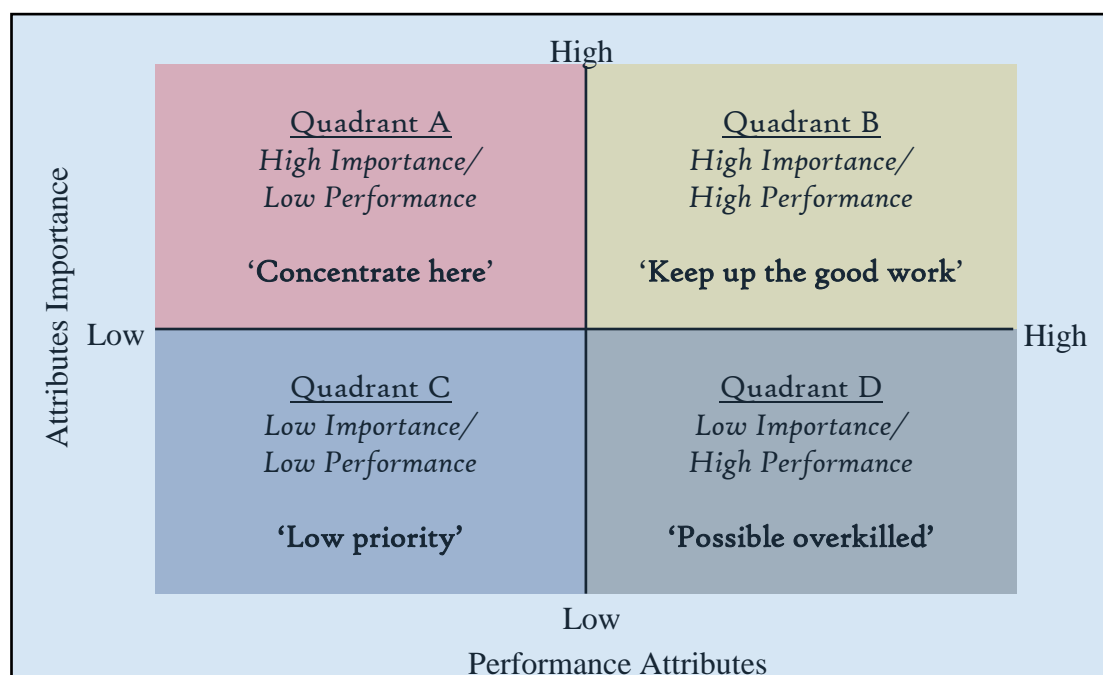 High
Quadrant A
High Importance/
Low Performance
‘Concentrate here’
Quadrant B
High Importance/
High Performance
‘Keep up the good work’
Attributes Importance
Low
High
Quadrant C
Low Importance/
Low Performance
‘Low priority’
Quadrant D
Low Importance/
High Performance
‘Possible overkilled’
Low
Performance Attributes